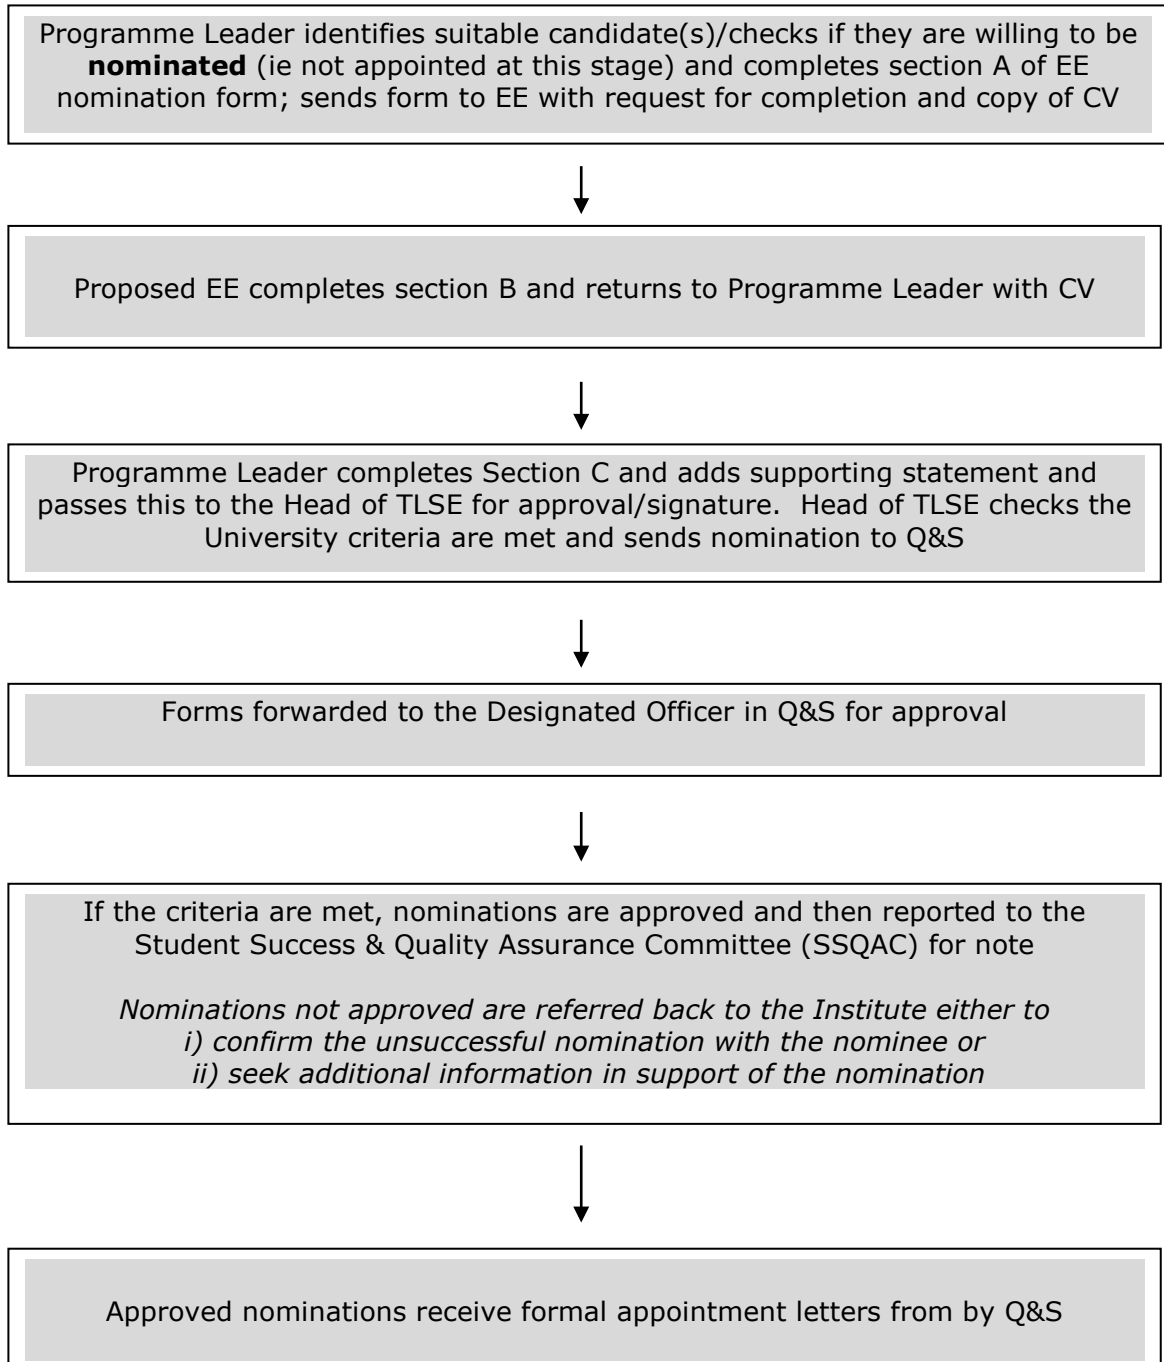 Programme Leader identifies suitable candidate(s)/checks if they are willing to be
nominated (ie not appointed at this stage) and completes section A of EE
nomination form; sends form to EE with request for completion and copy of CV
Proposed EE completes section B and returns to Programme Leader with CV
Programme Leader completes Section C and adds supporting statement and
passes this to the Head of TLSE for approval/signature.  Head of TLSE checks the
University criteria are met and sends nomination to Q&S
Forms forwarded to the Designated Officer in Q&S for approval
If the criteria are met, nominations are approved and then reported to the
Student Success & Quality Assurance Committee (SSQAC) for note
Nominations not approved are referred back to the Institute either to
i) confirm the unsuccessful nomination with the nominee or
ii) seek additional information in support of the nomination
Approved nominations receive formal appointment letters from by Q&S